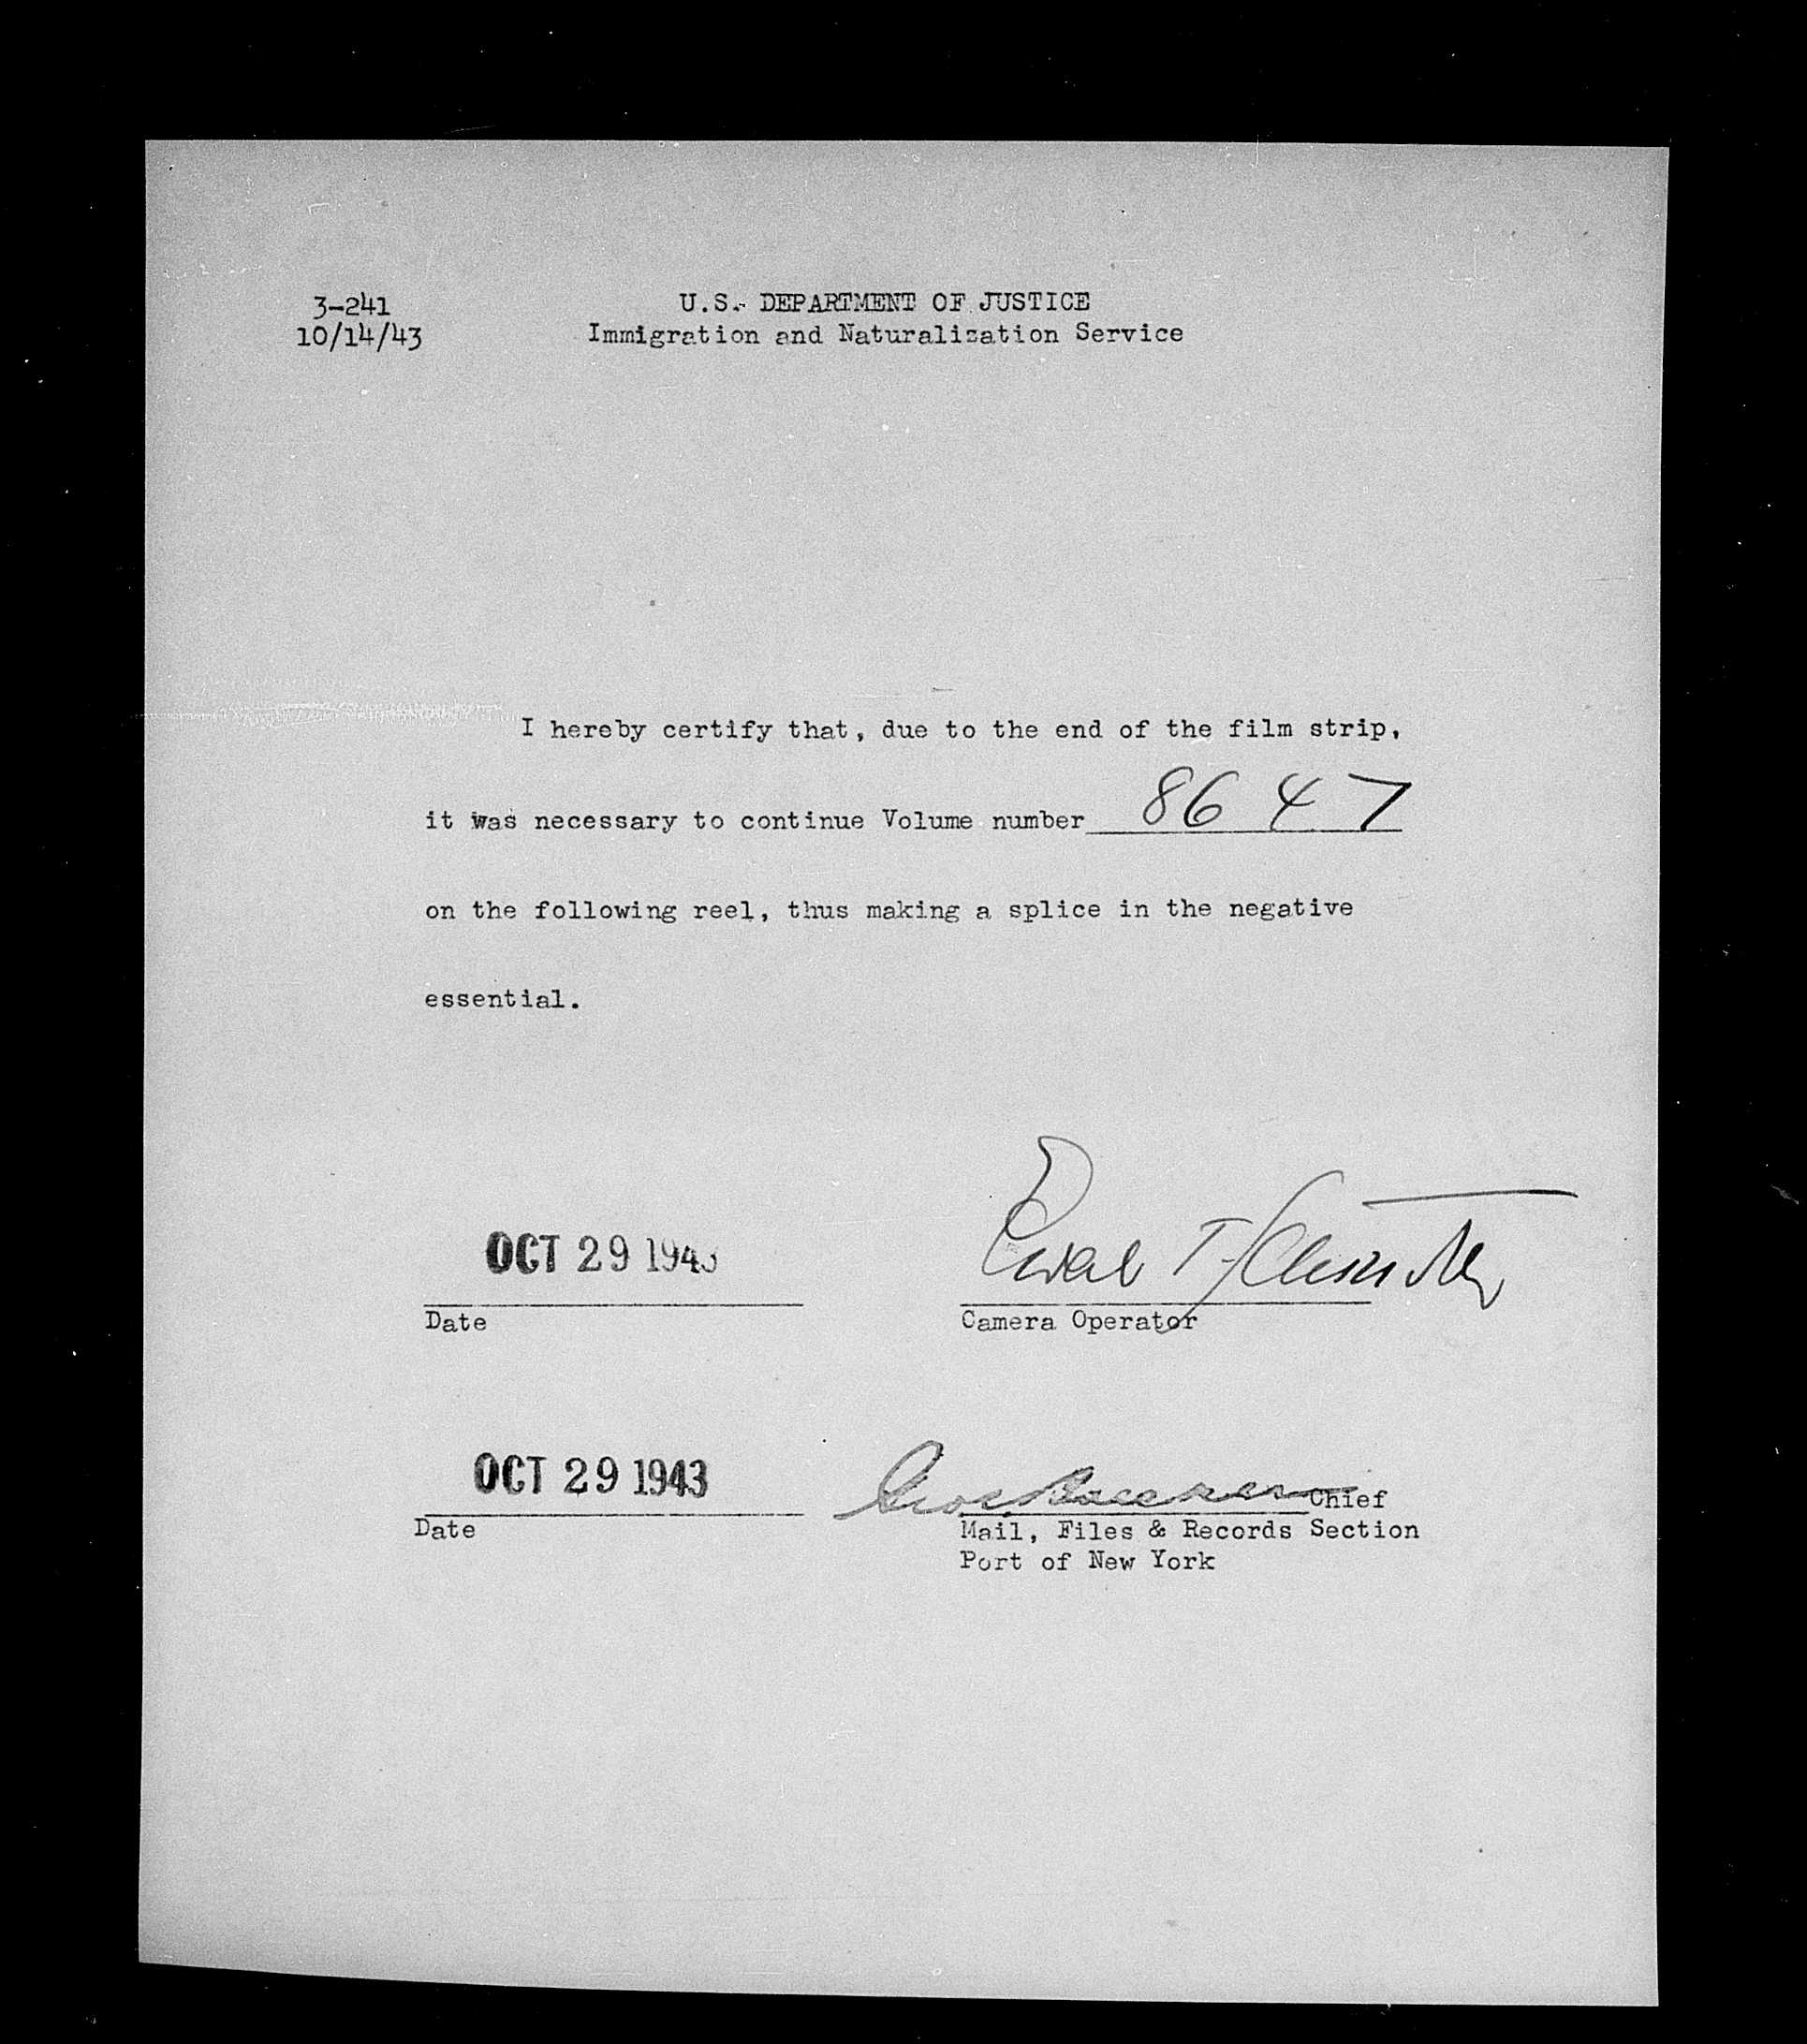 3-241
10/14/43
U.S. DEPARTMENT OF JUSTICE
Immigration and Naturalization Service
I hereby certify that, due to the end of the film strip,
it was necessary to continue Volume number 8647
on the following reel, thus making a splice in the negative
essential.
OCT 29 1943
Date
Camera Operator
OCT 29 1943
Date
Chief
Mail, Files & Records Section
Port of New York